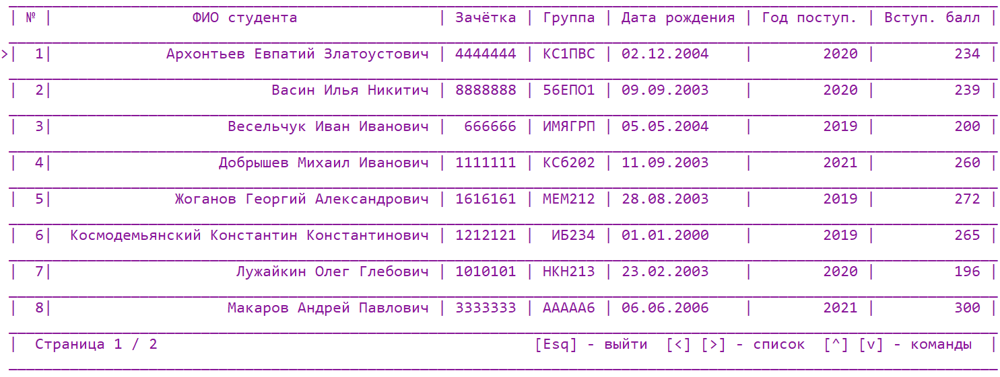 | № | ФИО студента | Зачётка | Группа | Дата рождения | Год поступ. | Вступ. балл |
>| 1| Архонтьев Евпатий Златоустович | 4444444 | КС1ПВС | 02.12.2004 | 2020 | 234 |
| 2| Васин Илья Никитич | 8888888 | 56ЕПО1 | 09.09.2003 | 2020 | 239 |
| 3| Весельчук Иван Иванович | 666666 | ИМЯГРП | 05.05.2004 | 2019 | 200 |
| 4| Добрышев Михаил Иванович | 1111111 | КС6202 | 11.09.2003 | 2021 | 260 |
| 5| Жоганов Георгий Александрович | 1616161 | МЕМ212 | 28.08.2003 | 2019 | 272 |
| 6| Космодемьянский Константин Константинович | 1212121 | ИБ234 | 01.01.2000 | 2019 | 265 |
| 7| Лужайкин Олег Глебович | 1010101 | НКН213 | 23.02.2003 | 2020 | 196 |
| 8| Макаров Андрей Павлович | 3333333 | ААААА6 | 06.06.2006 | 2021 | 300 |
| Страница 1 / 2 [Esq] - выйти [<] [>] - список [^] [v] - команды |